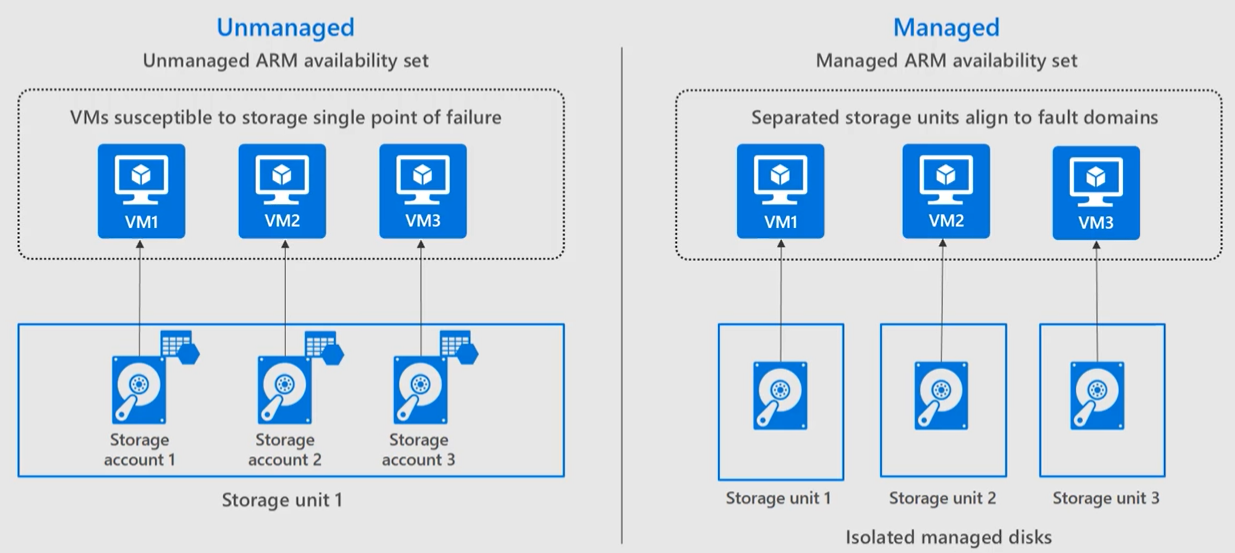 Unmanaged
Unmanaged ARM availability set
VMs susceptible to storage single point of failure
VM1
VM2
VM3
Storage
account 1
Storage
account 2
Storage
account 3
Storage unit 1
Managed
Managed ARM availability set
Separated storage units align to fault domains
VM1
VM2
VM3
Storage unit 1
Storage unit 2
Storage unit 3
Isolated managed disks